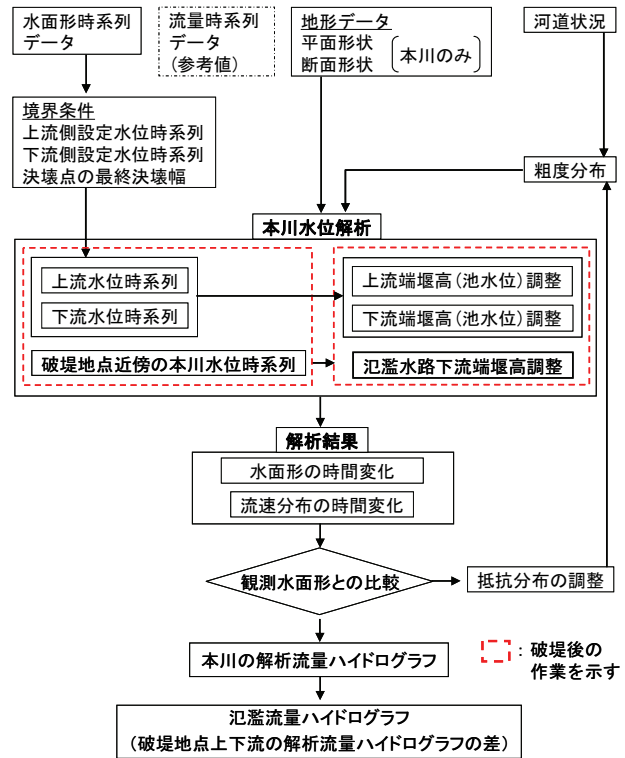 水面形時系列
データ
流量時系列
データ
(参考値)
地形データ
平面形状
断面形状
本川のみ
河道状況
境界条件
上流側設定水位時系列
下流側設定水位時系列
決壊点の最終決壊幅
粗度分布
本川水位解析
上流水位時系列
下流水位時系列
破堤地点近傍の本川水位時系列
上流端堰高(池水位)調整
下流端堰高(池水位)調整
氾濫水路下流端堰高調整
解析結果
水面形の時間変化
流速分布の時間変化
観測水面形との比較
抵抗分布の調整
本川の解析流量ハイドログラフ
: 破堤後の
作業を示す
氾濫流量ハイドログラフ
(破堤地点上下流の解析流量ハイドログラフの差)